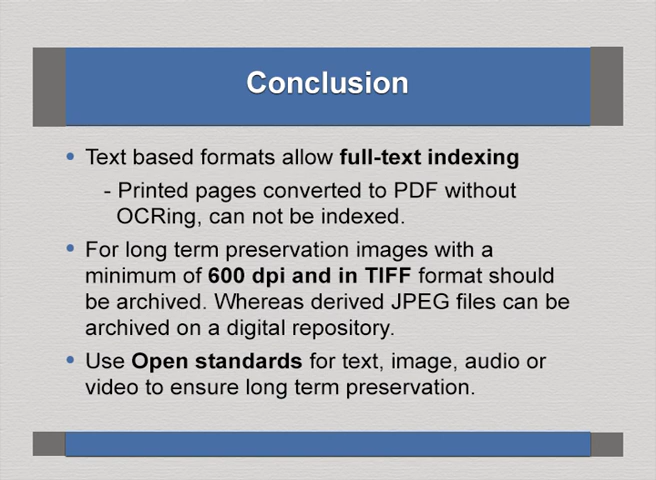 Conclusion
• Text based formats allow full-text indexing
- Printed pages converted to PDF without
OCRing, can not be indexed.
• For long term preservation images with a
minimum of 600 dpi and in TIFF format should
be archived. Whereas derived JPEG files can be
archived on a digital repository.
• Use Open standards for text, image, audio or
video to ensure long term preservation.